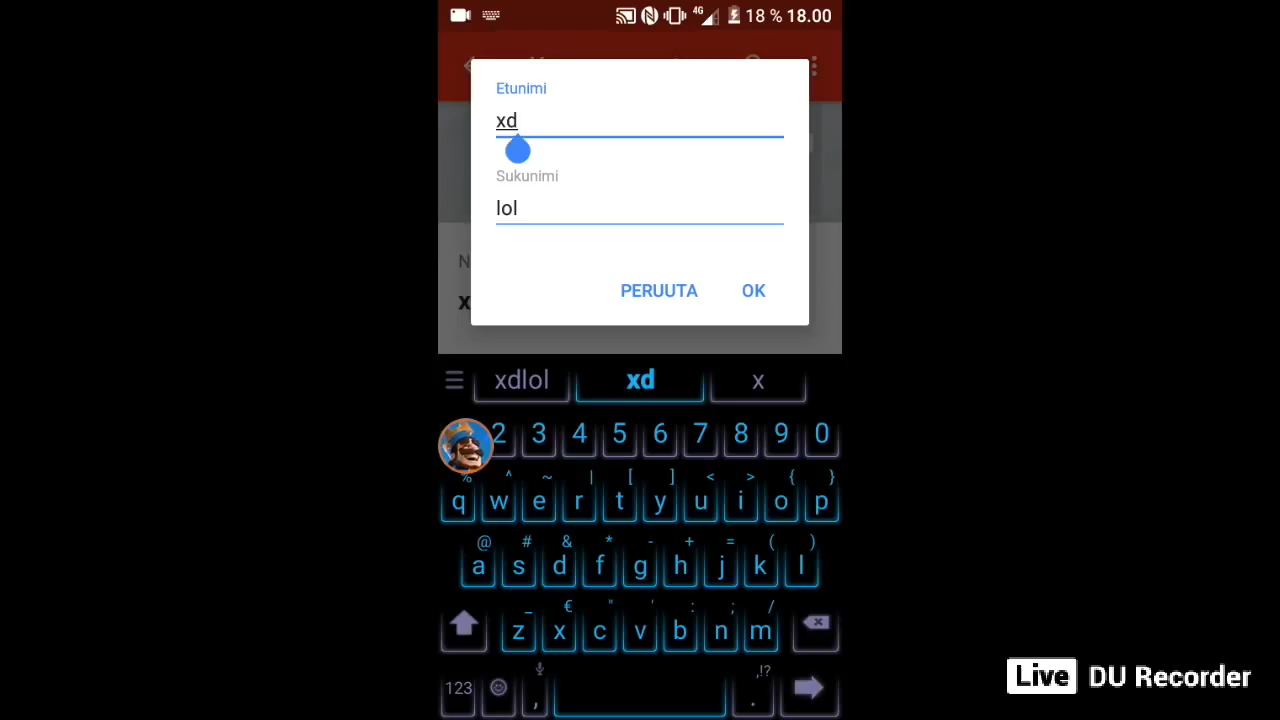 4G 18 % 18.00
Etunimi
xd
Sukunimi
lol
PERUUTA OK
N
x
xdlol xd x
2 3 4 5 6 7 8 9 0
% ^ ~ | [ ] < > { }
q w e r t y u i o p
@ # & * - + = ( )
a s d f g h j k l
_ € " ' : ; /
z x c v b n m
,!?
123 , .
Live DU Recorder